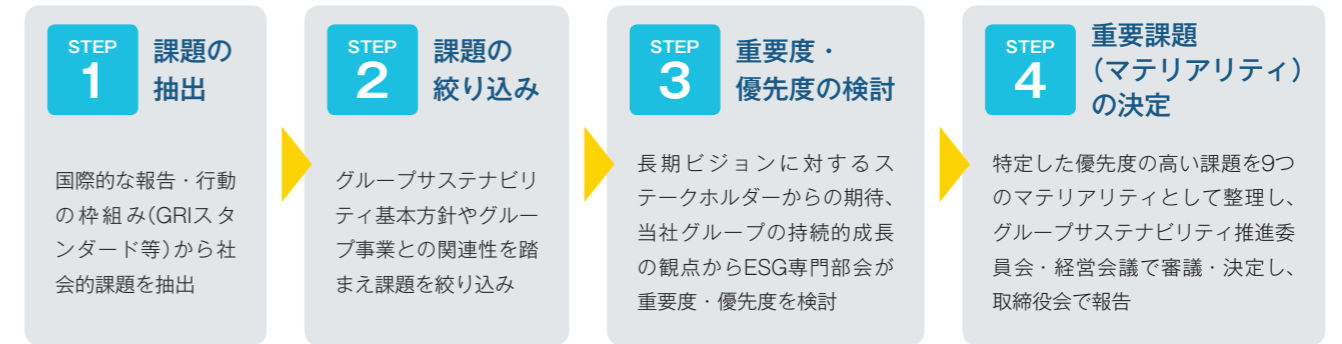 STEP
1
課題の
抽出
国際的な報告・行動
の枠組み(GRIスタ
ンダード等)から社
会的課題を抽出
STEP
2
課題の
絞り込み
グループサステナビリ
ティ基本方針やグルー
プ事業との関連性を踏
まえ課題を絞り込み
STEP
3
重要度・
優先度の検討
長期ビジョンに対するス
テークホルダーからの期待、
当社グループの持続的成長
の観点からESG専門部会が
重要度・優先度を検討
STEP
4
重要課題
(マテリアリティ)
の決定
特定した優先度の高い課題を9つ
のマテリアリティとして整理し、
グループサステナビリティ推進委
員会・経営会議で審議・決定し、
取締役会で報告